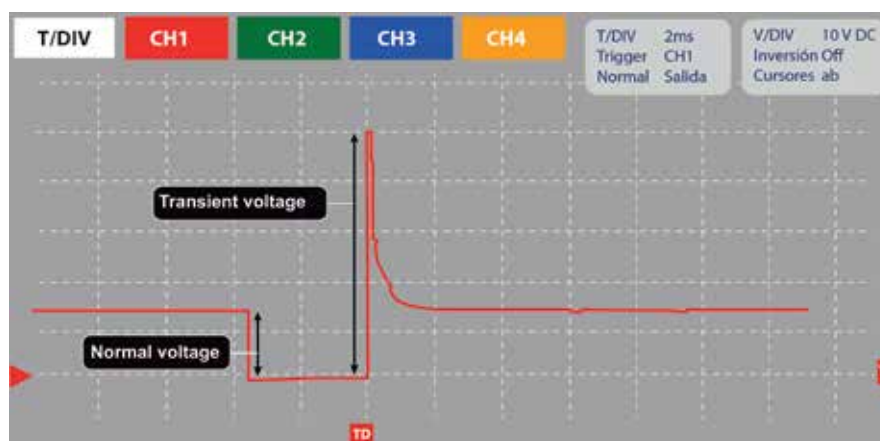 T/DIV CH1 CH2 CH3 CH4
T/DIV 2ms
Trigger CH1
Normal Salida
V/DIV 10 V DC
Inversión Off
Cursores ab
Transient voltage
Normal voltage
TD